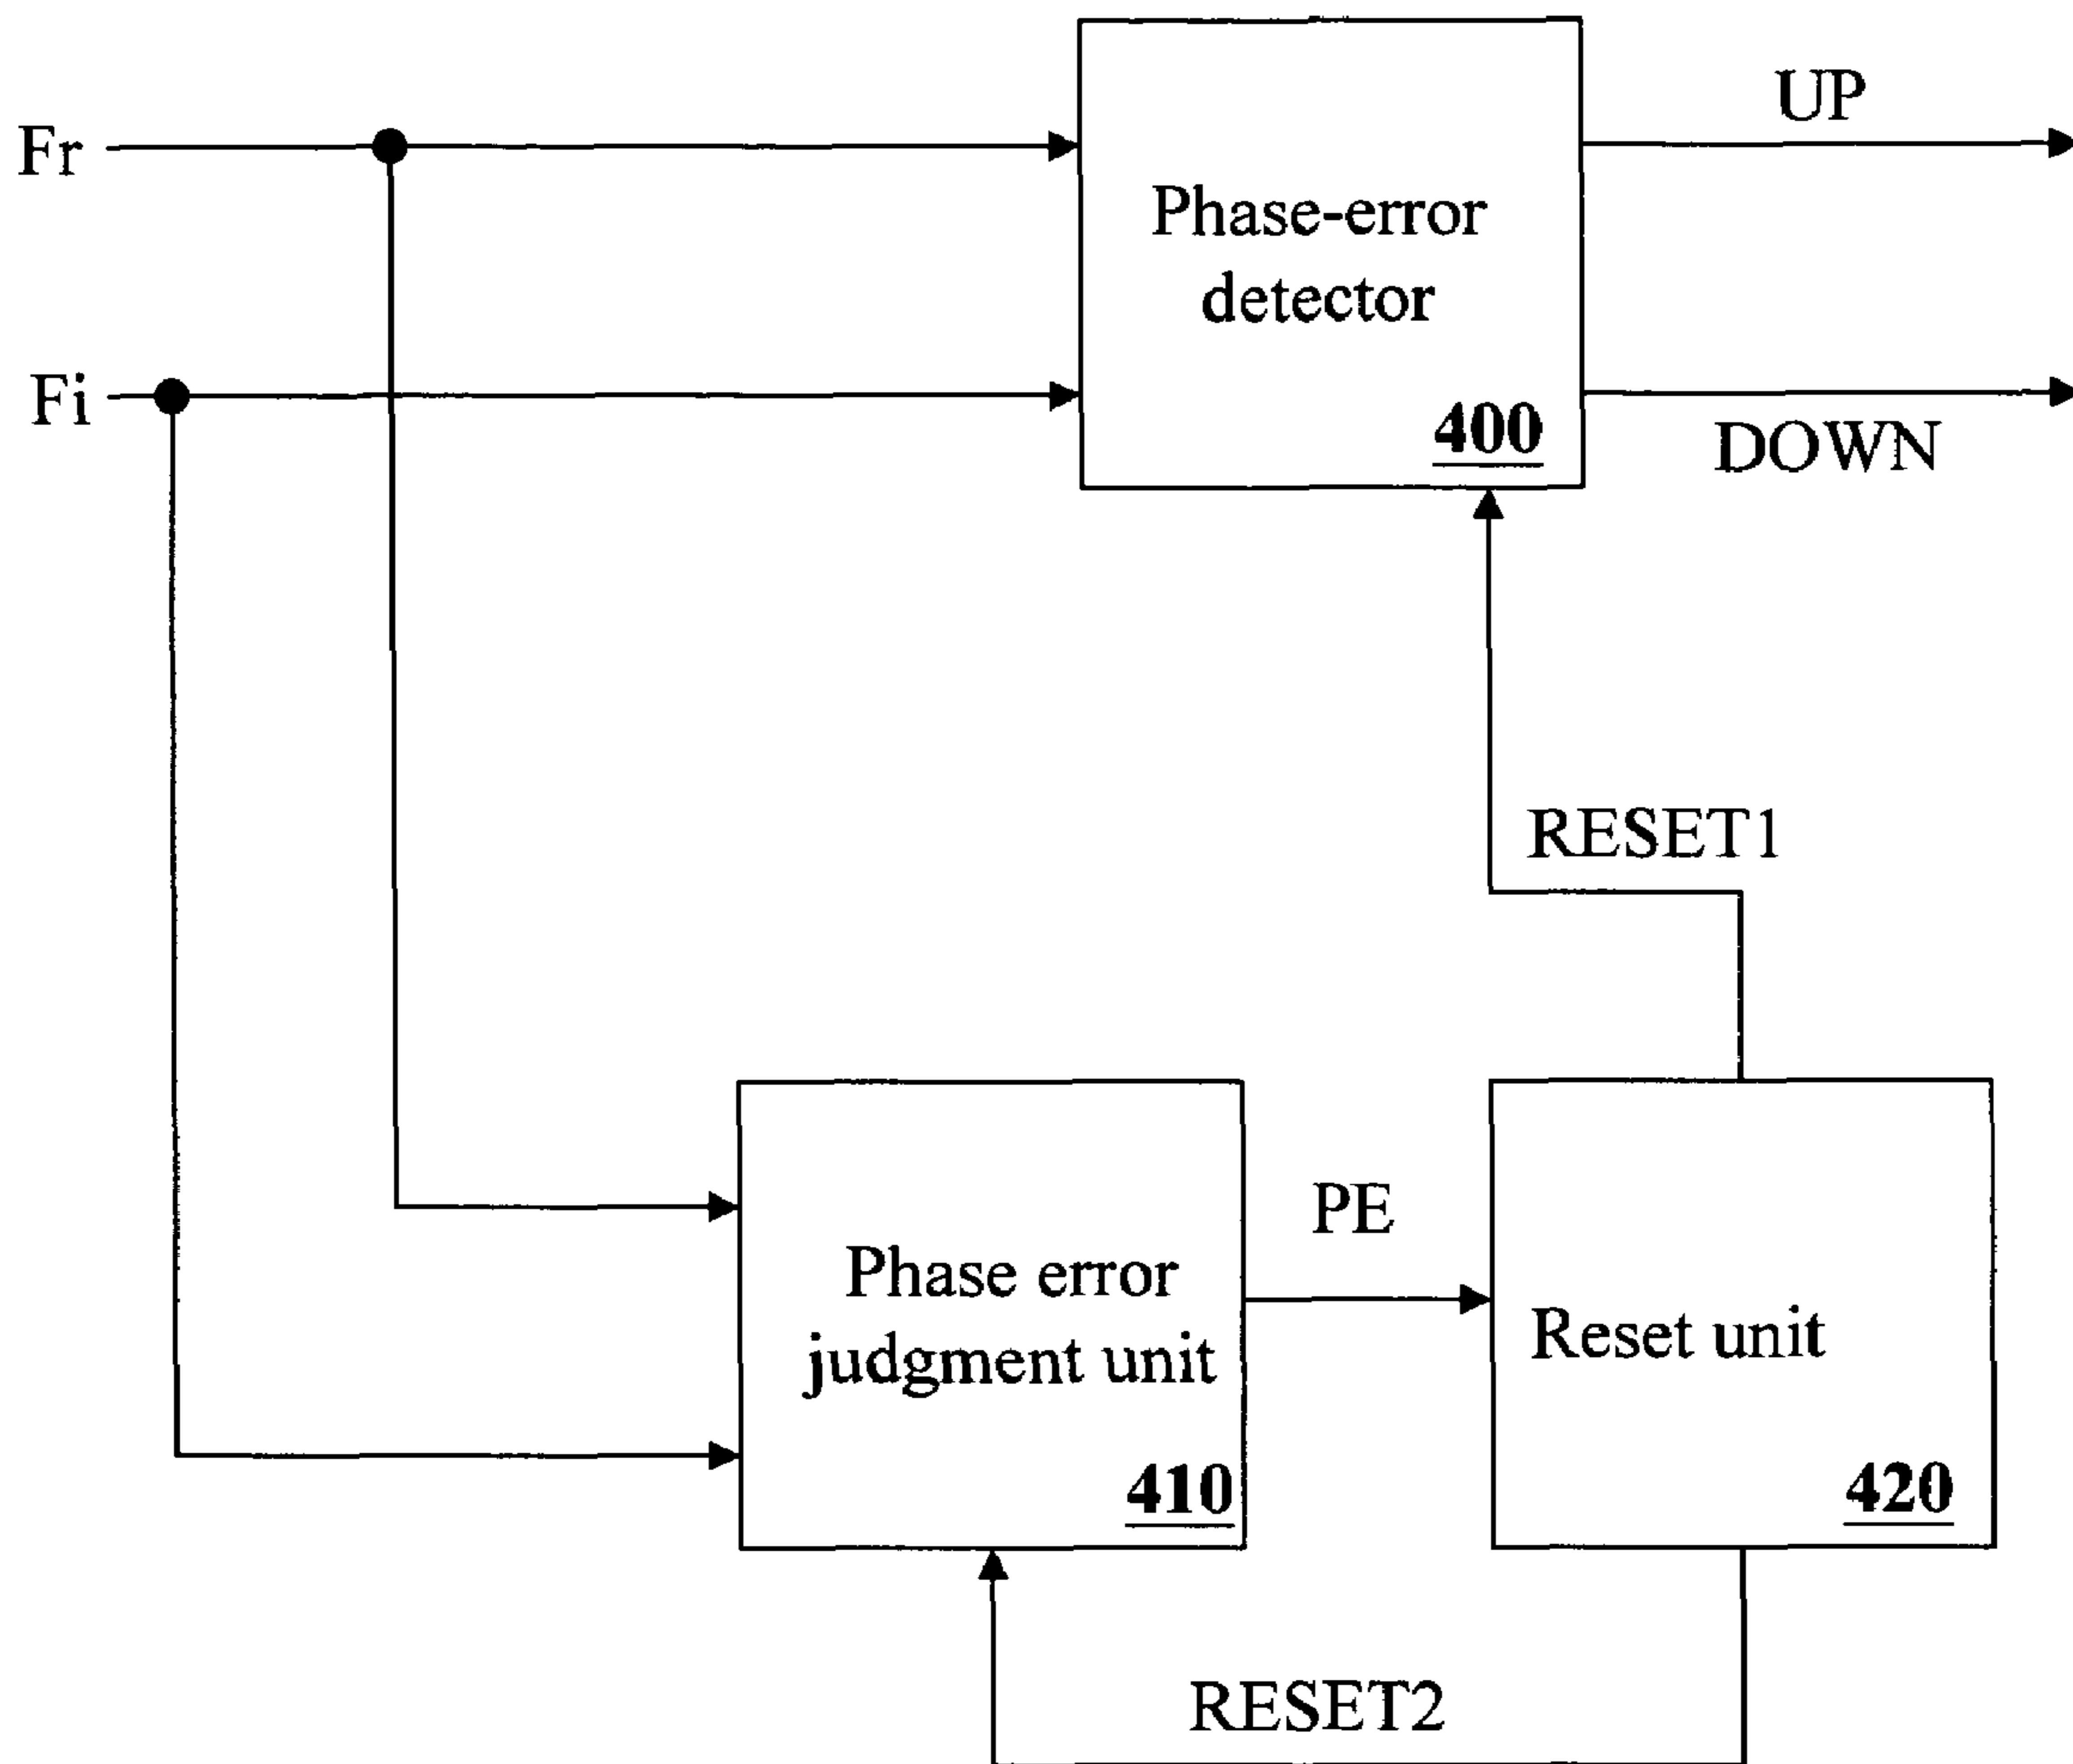 UP
Fr
Phase-error
detector
Fi
400
DOWN
RESET1
PE
Phase error
judgment unit
410
Reset unit
420
RESET2